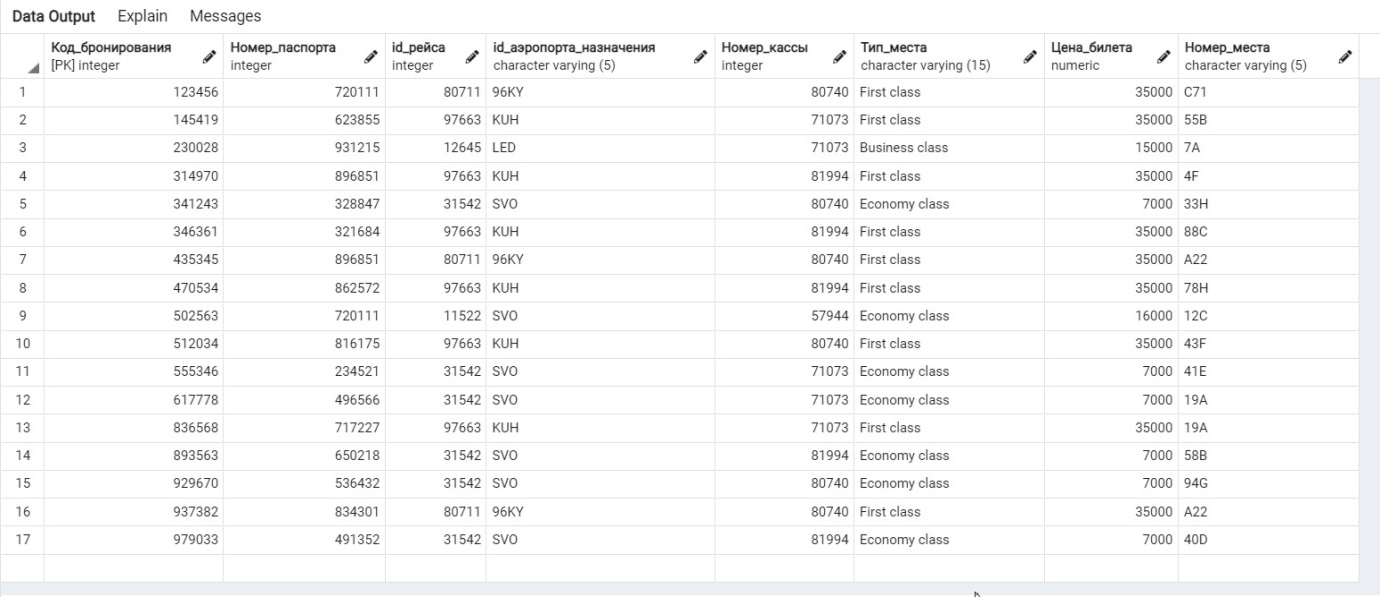 Data Output Explain Messages
Код_бронирования Номер_паспорта id_рейса id_аэропорта_назначения Номер_кассы Тип_места Цена_билета Номер_места
[PK] integer integer integer character varying (5) integer character varying (15) numeric character varying (5)
1 123456 720111 80711 96KY 80740 First class 35000 C71
2 145419 623855 97663 KUH 71073 First class 35000 55B
3 230028 931215 12645 LED 71073 Business class 15000 7A
4 314970 896851 97663 KUH 81994 First class 35000 4F
5 341243 328847 31542 SVO 80740 Economy class 7000 33H
6 346361 321684 97663 KUH 81994 First class 35000 88C
7 435345 896851 80711 96KY 80740 First class 35000 A22
8 470534 862572 97663 KUH 81994 First class 35000 78H
9 502563 720111 11522 SVO 57944 Economy class 16000 12C
10 512034 816175 97663 KUH 80740 First class 35000 43F
11 555346 234521 31542 SVO 71073 Economy class 7000 41E
12 617778 496566 31542 SVO 71073 Economy class 7000 19A
13 836568 717227 97663 KUH 71073 First class 35000 19A
14 893563 650218 31542 SVO 81994 Economy class 7000 58B
15 929670 536432 31542 SVO 80740 Economy class 7000 94G
16 937382 834301 80711 96KY 80740 First class 35000 A22
17 979033 491352 31542 SVO 81994 Economy class 7000 40D